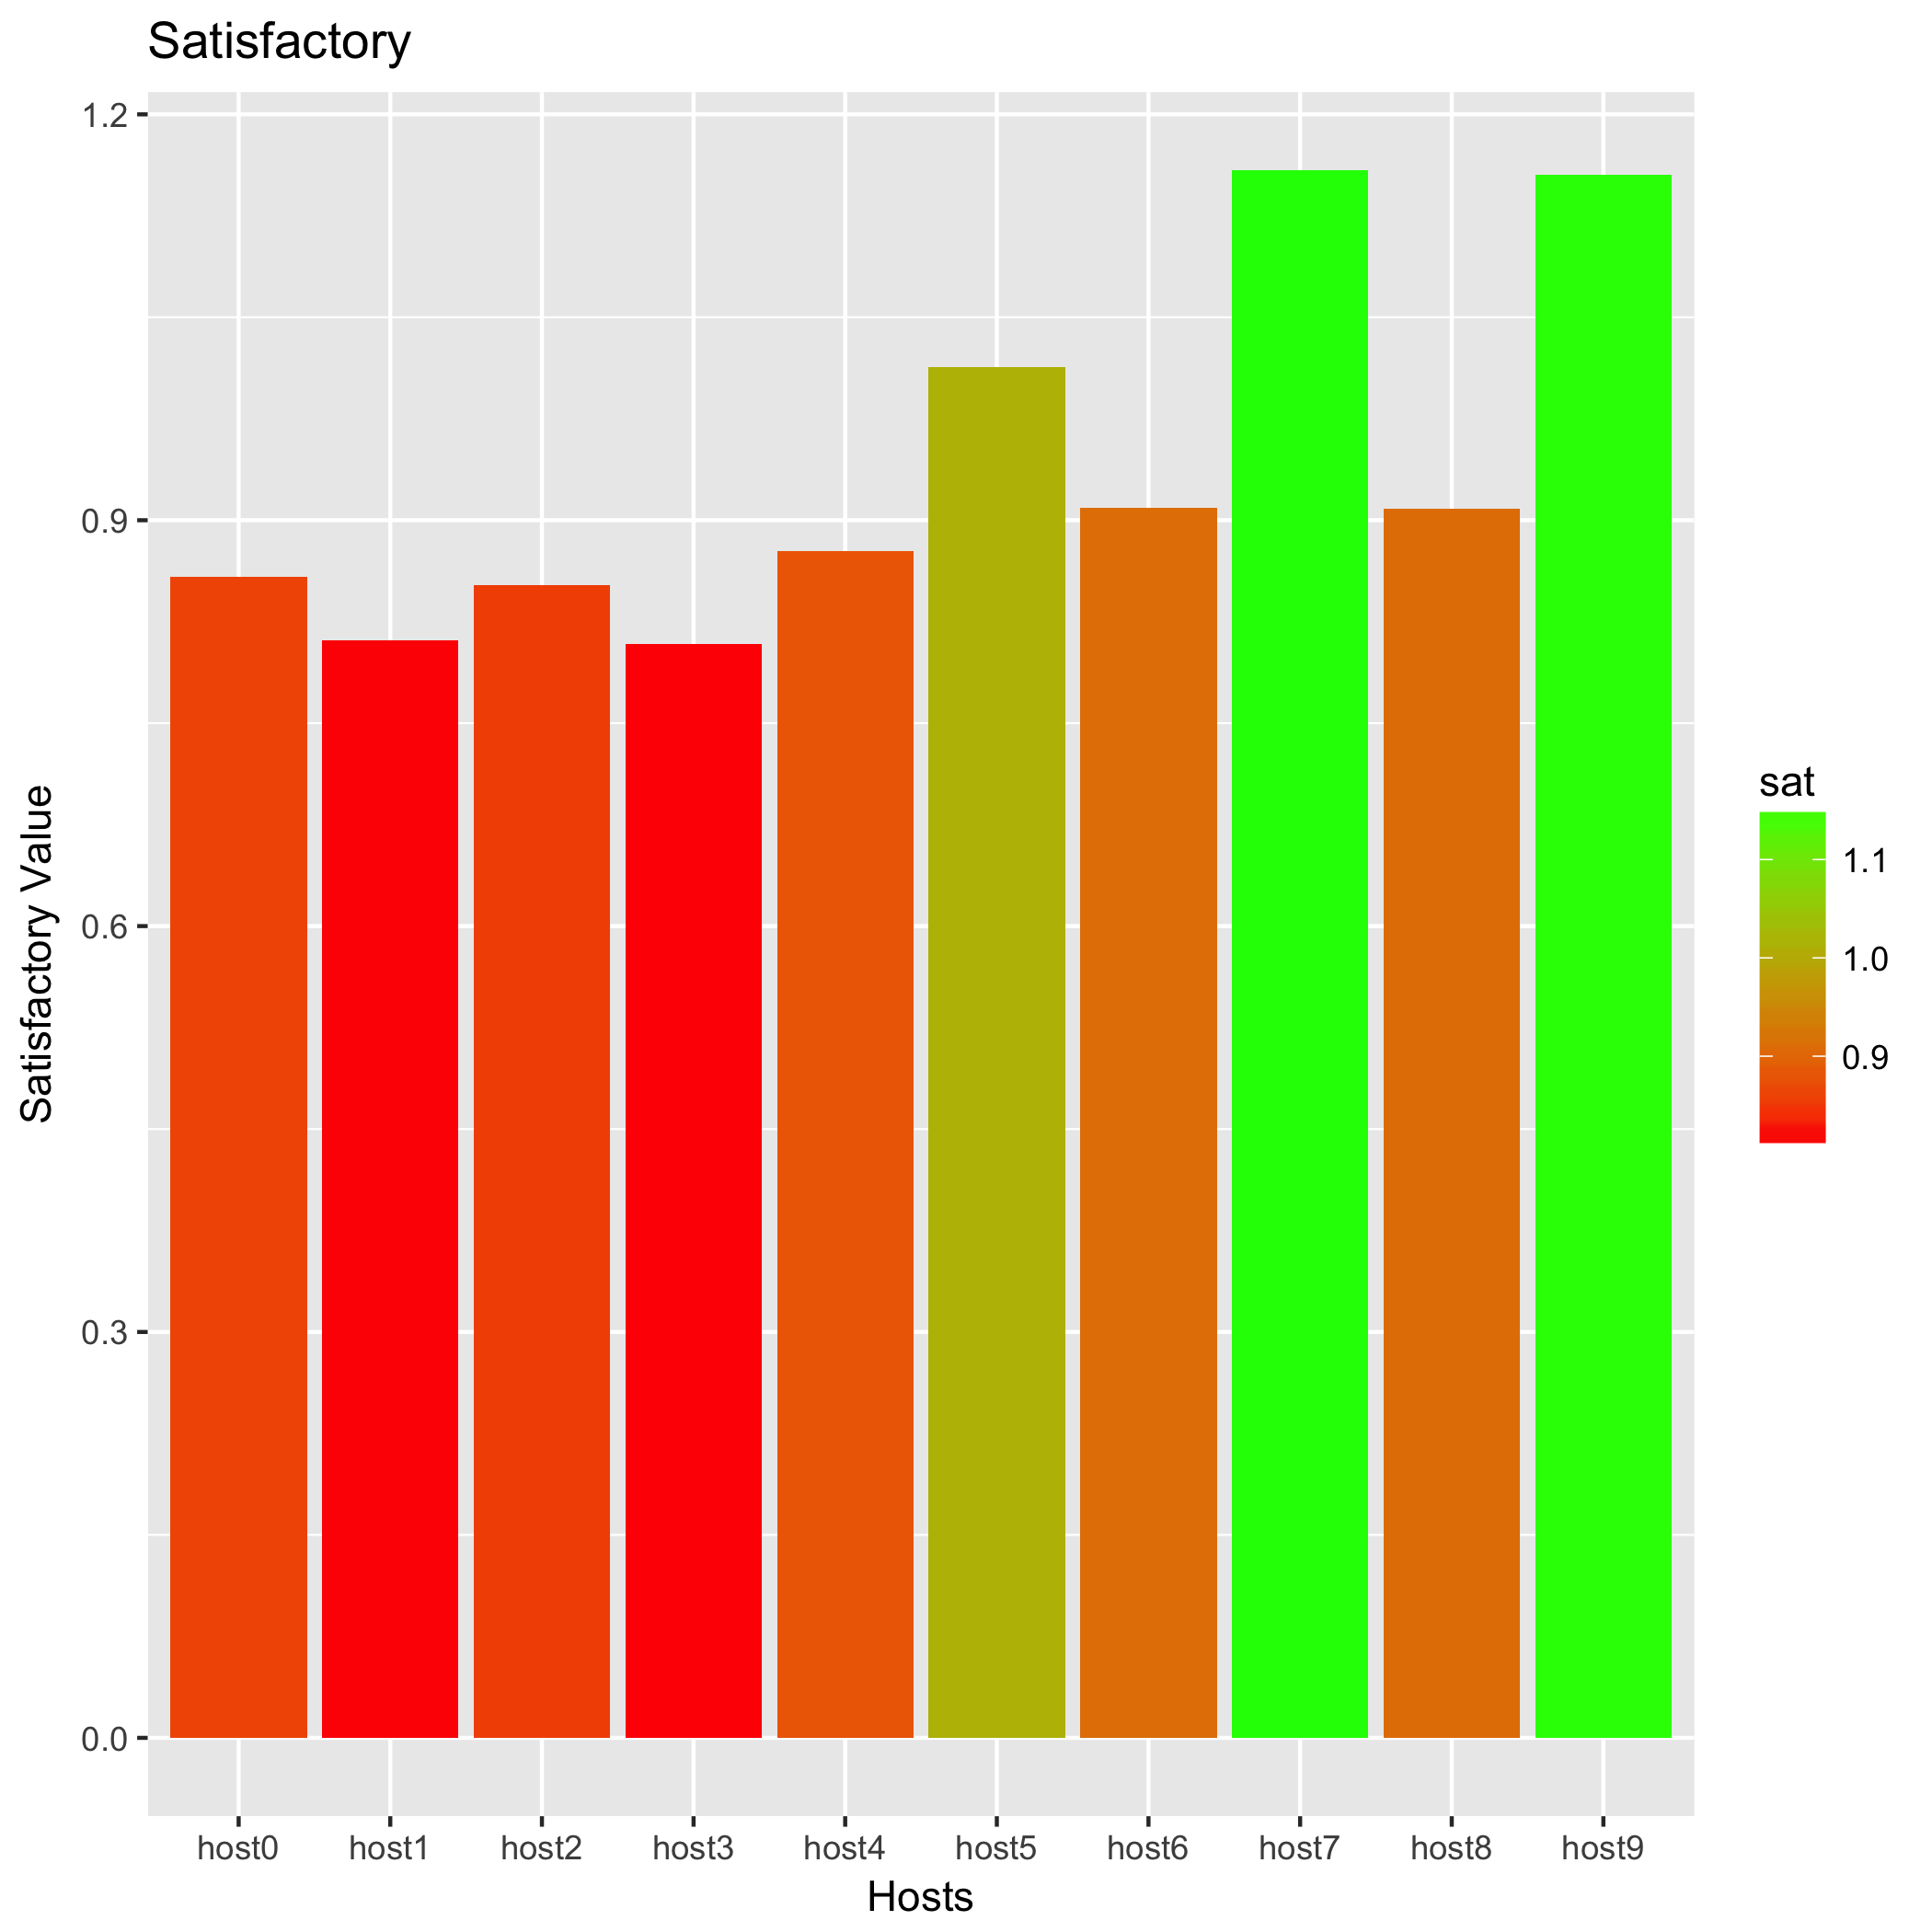 Satisfactory
1.2
0.9
0.6
0.3
0.0
Satisfactory Value
host0 host1 host2 host3 host4 host5 host6 host7 host8 host9
Hosts
sat
1.1
1.0
0.9